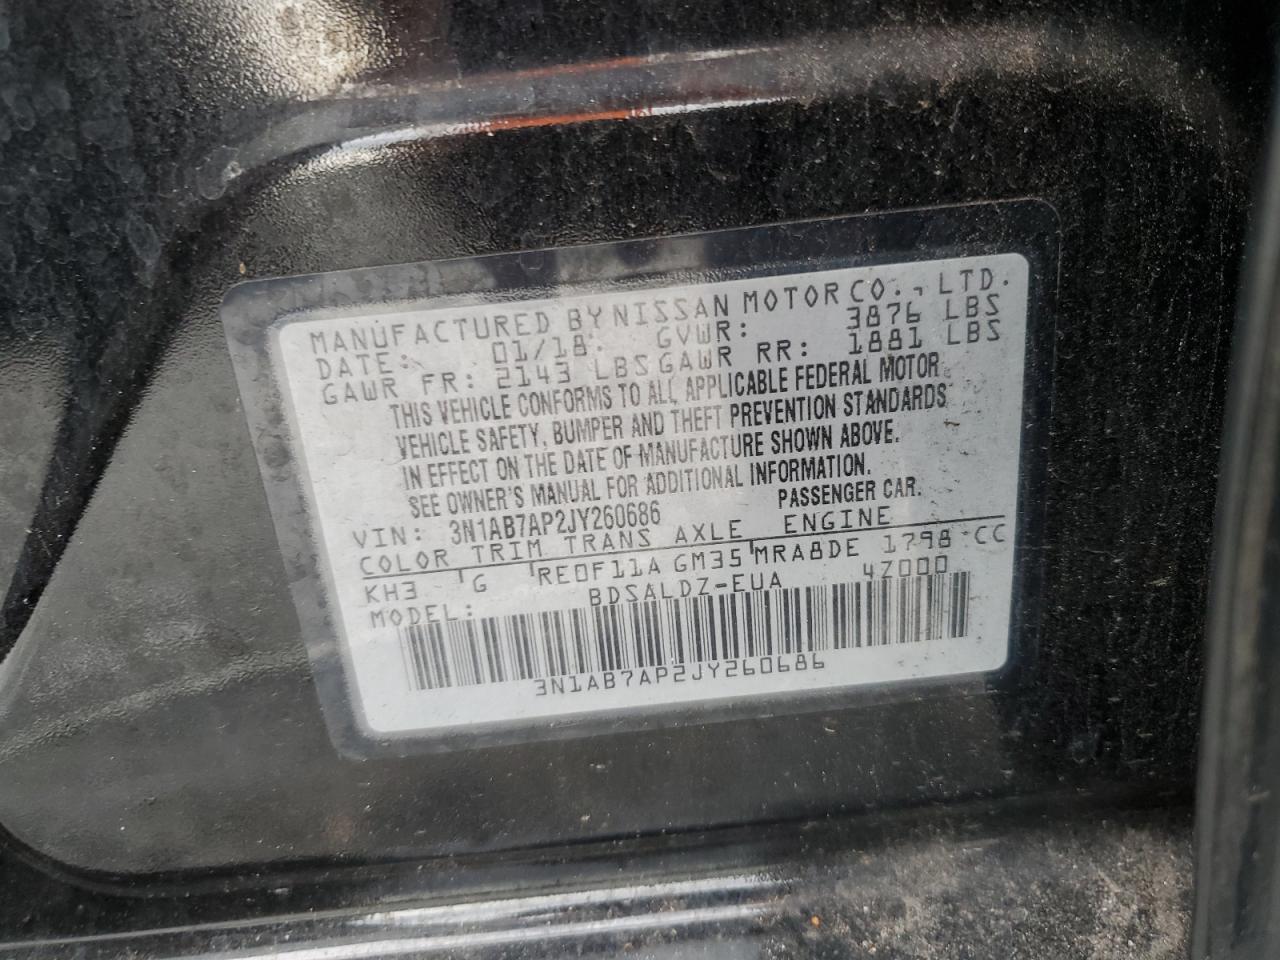 MANUFACTURED BY NISSAN MOTOR CO., LTD.
DATE: 01/18 GVWR: 3876 LBS
GAWR FR: 2143 LBS GAWR RR: 1881 LBS
THIS VEHICLE CONFORMS TO ALL APPLICABLE FEDERAL MOTOR
VEHICLE SAFETY, BUMPER AND THEFT PREVENTION STANDARDS
IN EFFECT ON THE DATE OF MANUFACTURE SHOWN ABOVE.
SEE OWNER'S MANUAL FOR ADDITIONAL INFORMATION.
VIN: 3N1AB7AP2JY260686 PASSENGER CAR.
COLOR TRIM TRANS AXLE ENGINE
KH3 G RE0F11A GM35 MRA8DE 1798 CC
MODEL: BDSALDZ-EUA 4Z000
3N1AB7AP2JY260686